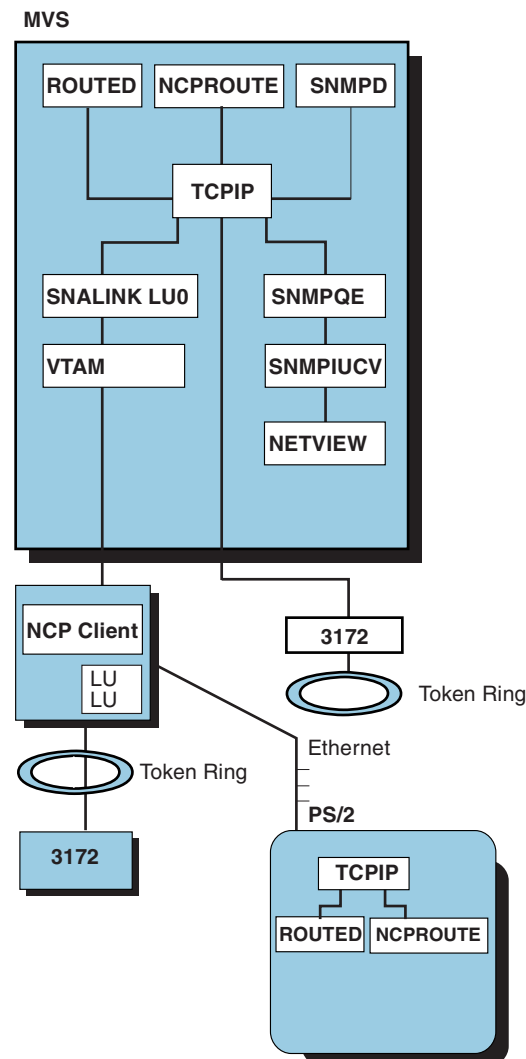 MVS
ROUTED
NCPROUTE
SNMPD
TCPIP
SNALINK LU0
SNMPQE
VTAM
SNMPIUCV
NETVIEW
NCP Client
LU
LU
3172
Token Ring
Ethernet
Token Ring
PS/2
3172
TCPIP
ROUTED
NCPROUTE